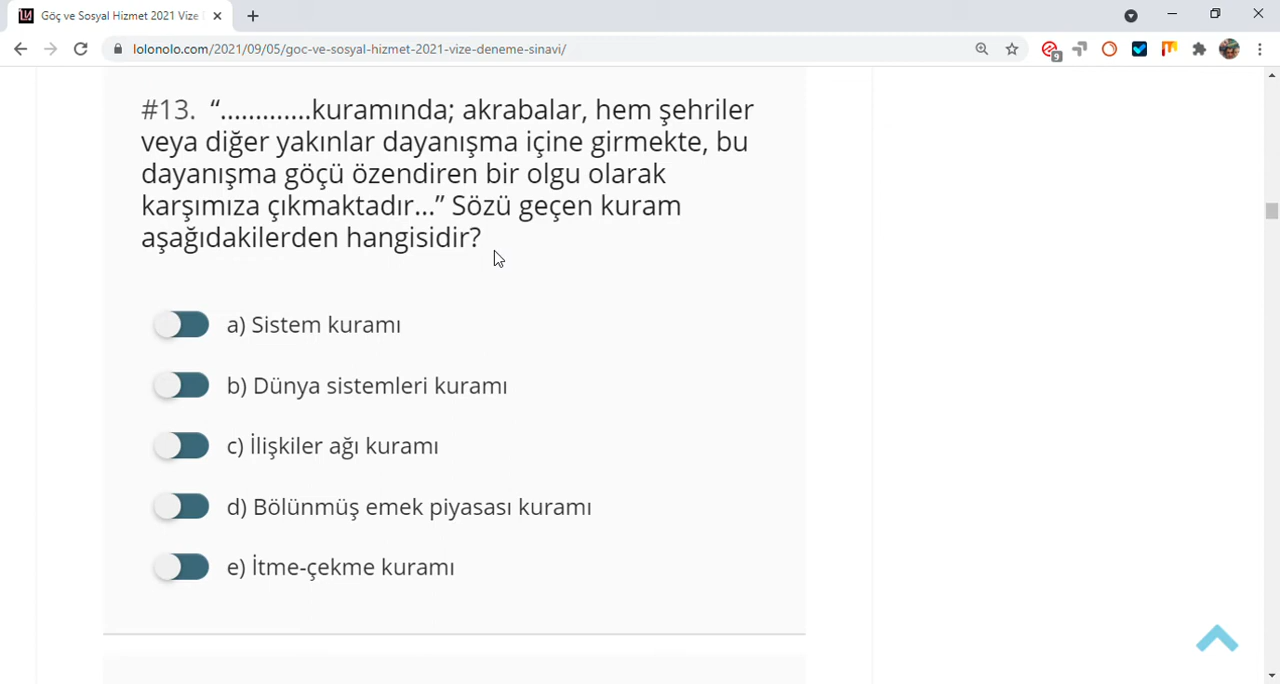 Göç ve Sosyal Hizmet 2021 Vize
lolonolo.com/2021/09/05/goc-ve-sosyal-hizmet-2021-vize-deneme-sinavi/
9
#13. “.............kuramında; akrabalar, hem şehriler
veya diğer yakınlar dayanışma içine girmekte, bu
dayanışma göçü özendiren bir olgu olarak
karşımıza çıkmaktadır...” Sözü geçen kuram
aşağıdakilerden hangisidir?
a) Sistem kuramı
b) Dünya sistemleri kuramı
c) İlişkiler ağı kuramı
d) Bölünmüş emek piyasası kuramı
e) İtme-çekme kuramı